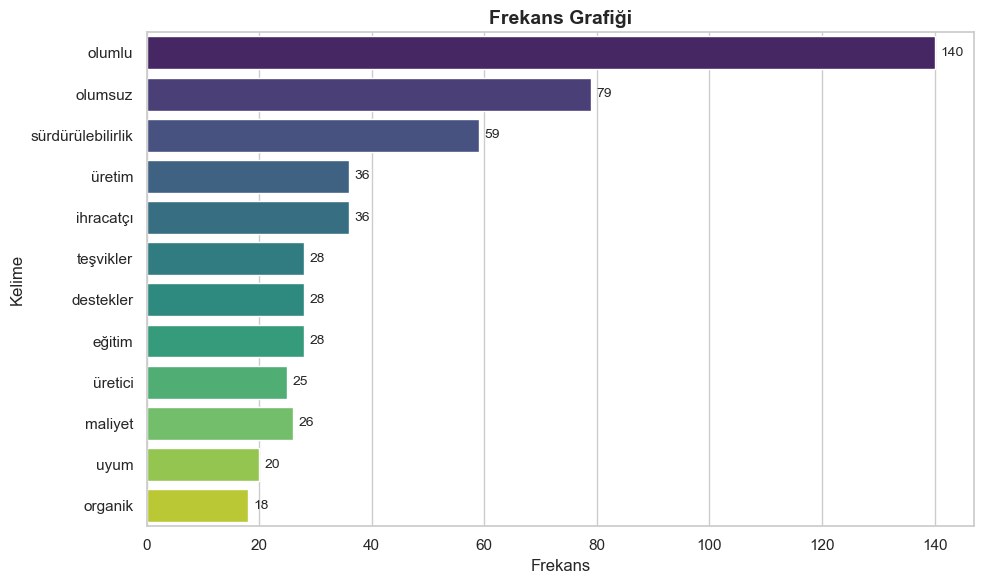 Frekans Grafiği
olumlu 140
olumsuz 79
sürdürülebilirlik 59
üretim 36
ihracatçı 36
teşvikler 28
destekler 28
eğitim 28
üretici 25
maliyet 26
uyum 20
organik 18
Kelime
0 20 40 60 80 100 120 140
Frekans